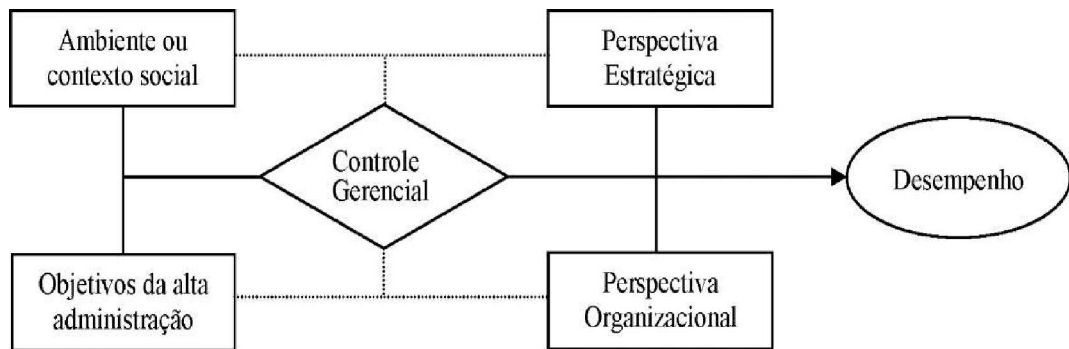 Ambiente ou
contexto social
Perspectiva
Estratégica
Controle
Gerencial
Desempenho
Objetivos da alta
administração
Perspectiva
Organizacional